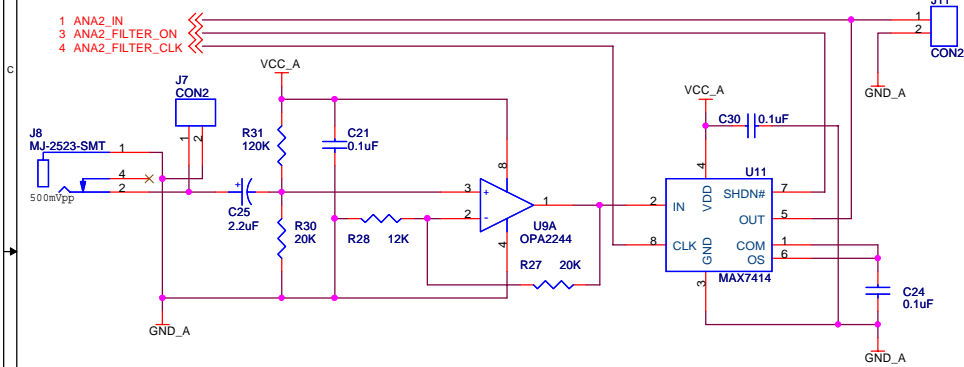 J11
1 ANA2_IN
3 ANA2_FILTER_ON
4 ANA2_FILTER_CLK
1
2
CON2
GND_A
C
VCC_A
VCC_A
J7
CON2
1
2
J8
MJ-2523-SMT
1
4
2
500mVpp
R31
120K
C21
0.1uF
C30
0.1uF
8
4
U11
VDD
SHDN#
7
+
C25
2.2uF
3
+
2
-
1
4
U9A
OPA2244
R30
20K
R28
12K
R27
20K
2
IN
OUT
5
8
CLK
GND
COM
1
OS
6
MAX7414
3
C24
0.1uF
GND_A
GND_A